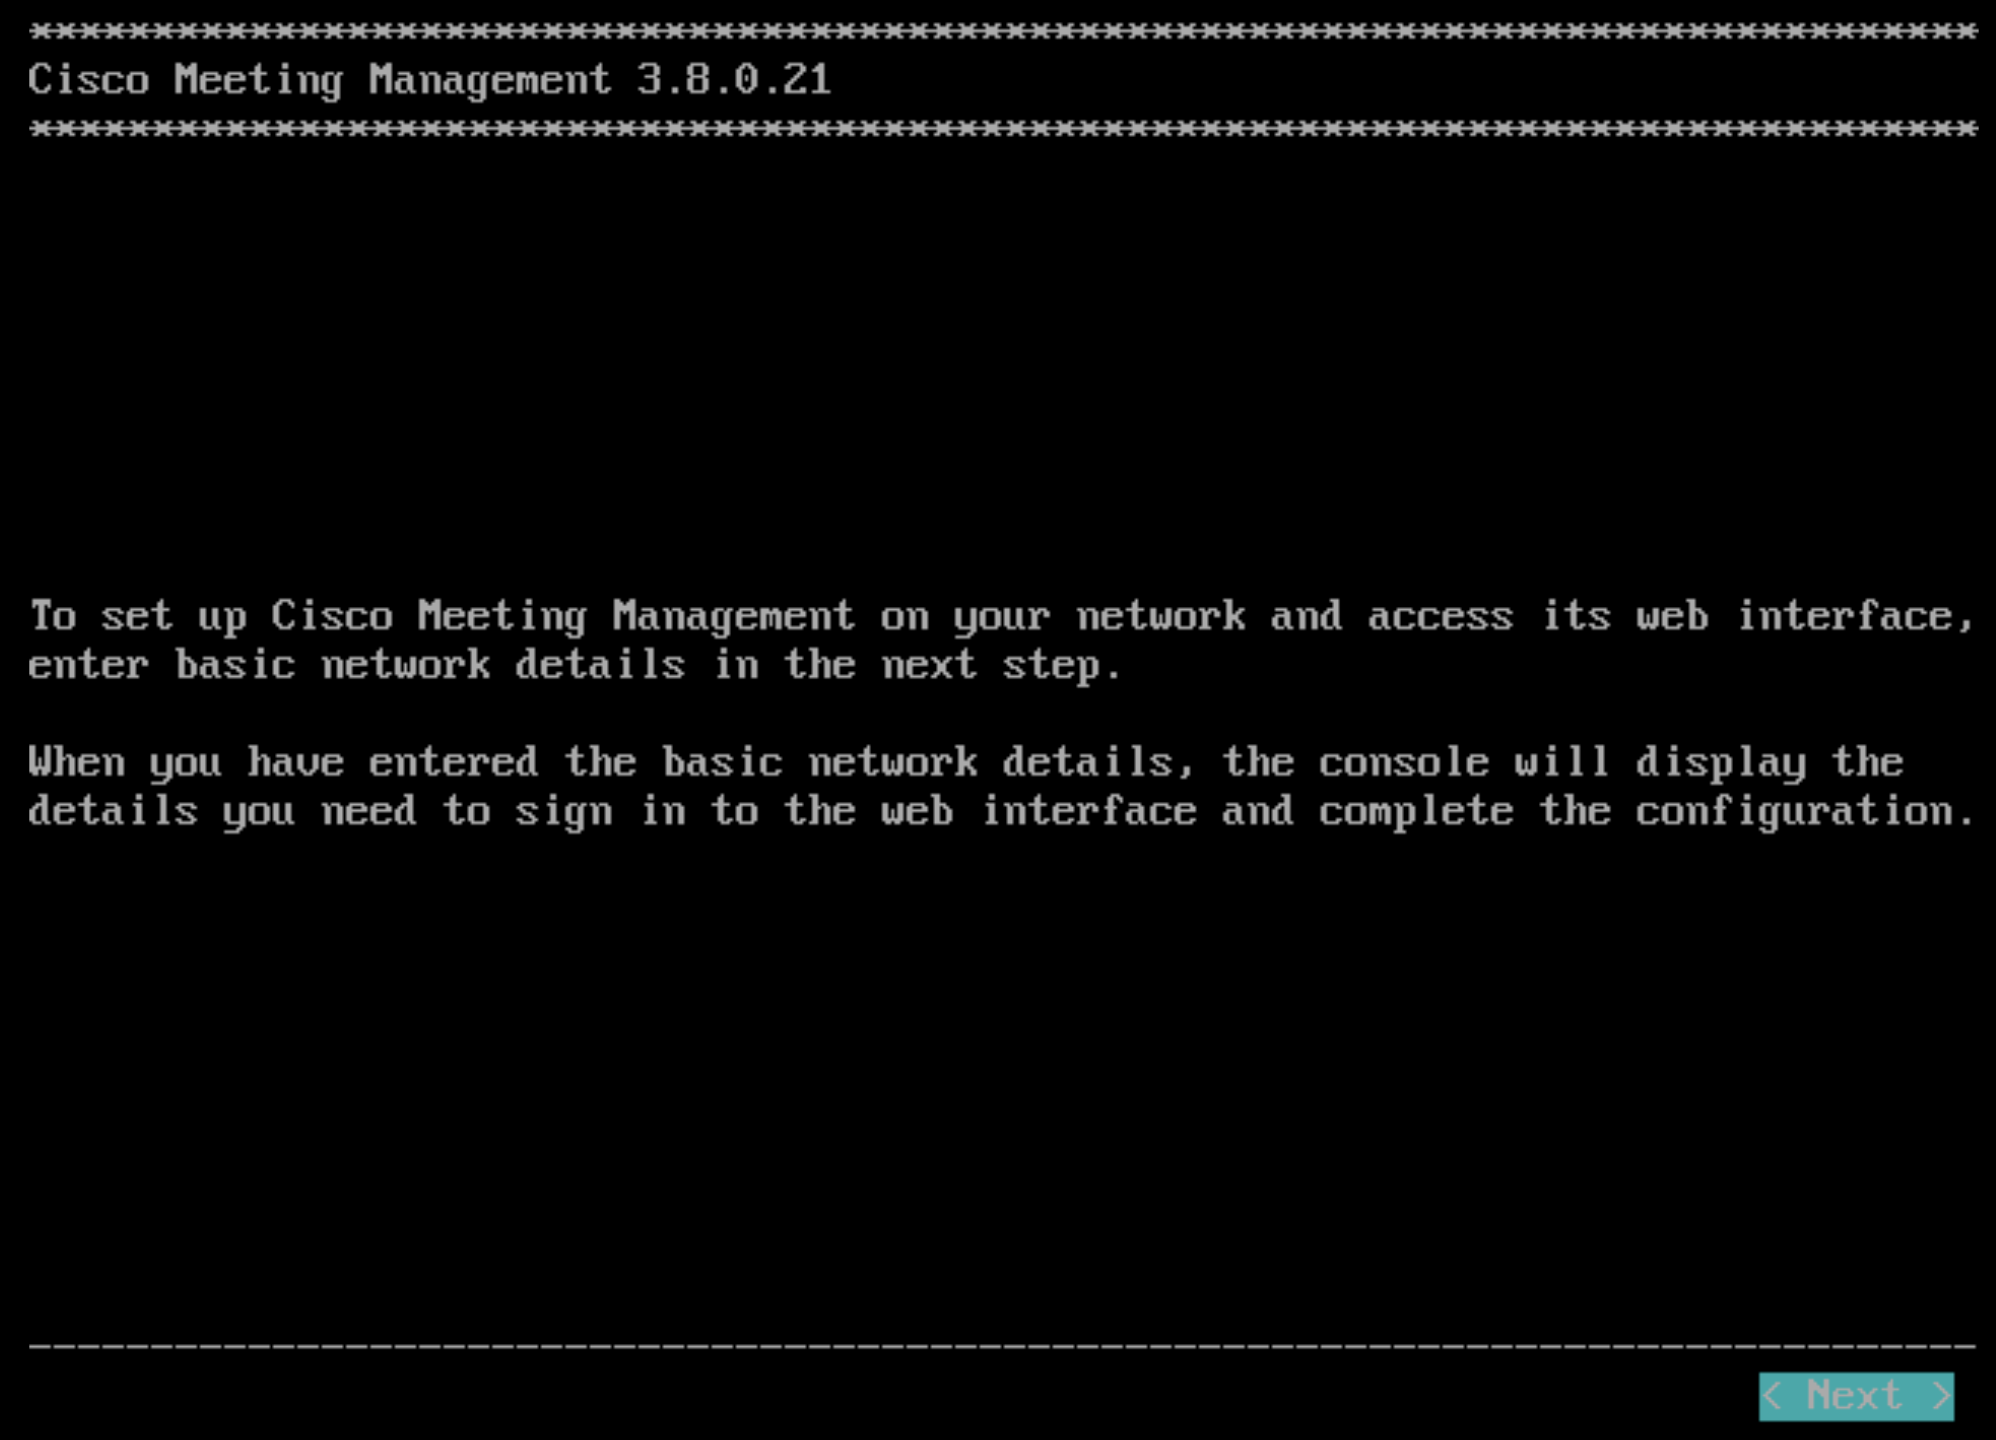 ********************************************************************************
Cisco Meeting Management 3.8.0.21
********************************************************************************
To set up Cisco Meeting Management on your network and access its web interface,
enter basic network details in the next step.
When you have entered the basic network details, the console will display the
details you need to sign in to the web interface and complete the configuration.
--------------------------------------------------------------------------------
< Next >